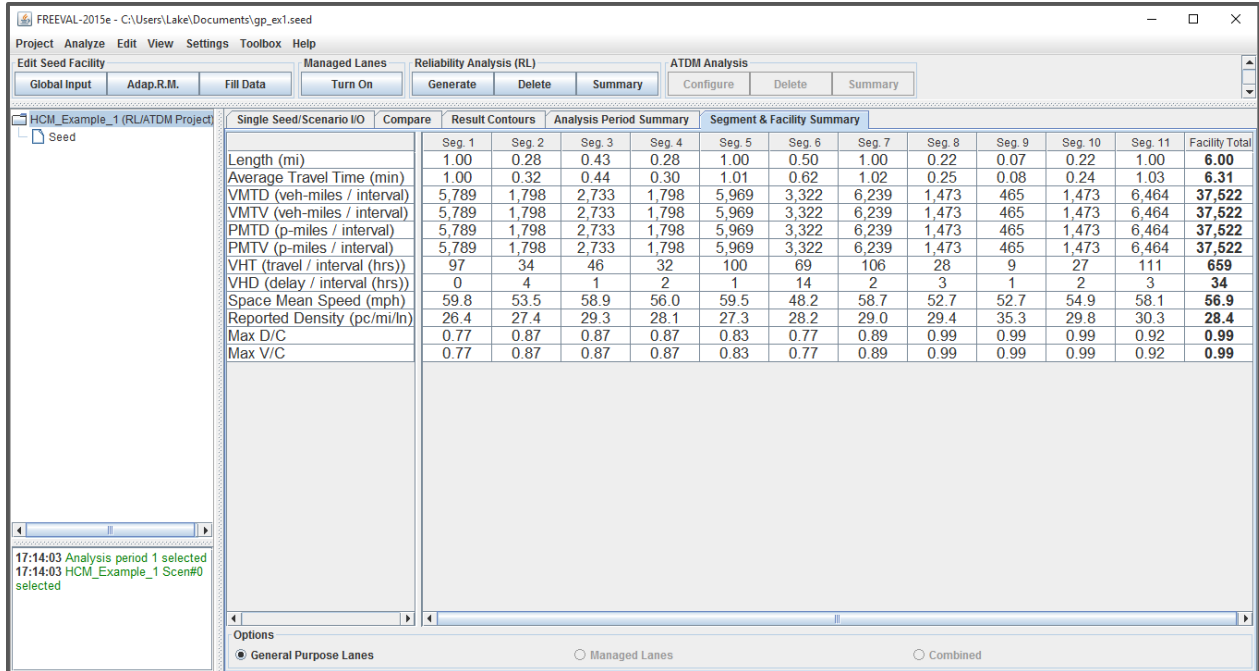 FREEVAL-2015e - C:\Users\Lake\Documents\gp_ex1.seed
Project Analyze Edit View Settings Toolbox Help
Edit Seed Facility Managed Lanes Reliability Analysis (RL) ATDM Analysis
Global Input Adap.R.M. Fill Data Turn On Generate Delete Summary Configure Delete Summary
HCM_Example_1 (RL/ATDM Project)
Seed
Single Seed/Scenario I/O Compare Result Contours Analysis Period Summary Segment & Facility Summary
Seg. 1 Seg. 2 Seg. 3 Seg. 4 Seg. 5 Seg. 6 Seg. 7 Seg. 8 Seg. 9 Seg. 10 Seg. 11 Facility Total
Length (mi) 1.00 0.28 0.43 0.28 1.00 0.50 1.00 0.22 0.07 0.22 1.00 6.00
Average Travel Time (min) 1.00 0.32 0.44 0.30 1.01 0.62 1.02 0.25 0.08 0.24 1.03 6.31
VMTD (veh-miles / interval) 5,789 1,798 2,733 1,798 5,969 3,322 6,239 1,473 465 1,473 6,464 37,522
VMTV (veh-miles / interval) 5,789 1,798 2,733 1,798 5,969 3,322 6,239 1,473 465 1,473 6,464 37,522
PMTD (p-miles / interval) 5,789 1,798 2,733 1,798 5,969 3,322 6,239 1,473 465 1,473 6,464 37,522
PMTV (p-miles / interval) 5,789 1,798 2,733 1,798 5,969 3,322 6,239 1,473 465 1,473 6,464 37,522
VHT (travel / interval (hrs)) 97 34 46 32 100 69 106 28 9 27 111 659
VHD (delay / interval (hrs)) 0 4 1 2 1 14 2 3 1 2 3 34
Space Mean Speed (mph) 59.8 53.5 58.9 56.0 59.5 48.2 58.7 52.7 52.7 54.9 58.1 56.9
Reported Density (pc/mi/ln) 26.4 27.4 29.3 28.1 27.3 28.2 29.0 29.4 35.3 29.8 30.3 28.4
Max D/C 0.77 0.87 0.87 0.87 0.83 0.77 0.89 0.99 0.99 0.99 0.92 0.99
Max V/C 0.77 0.87 0.87 0.87 0.83 0.77 0.89 0.99 0.99 0.99 0.92 0.99
17:14:03 Analysis period 1 selected
17:14:03 HCM_Example_1 Scen#0
selected
Options
General Purpose Lanes Managed Lanes Combined